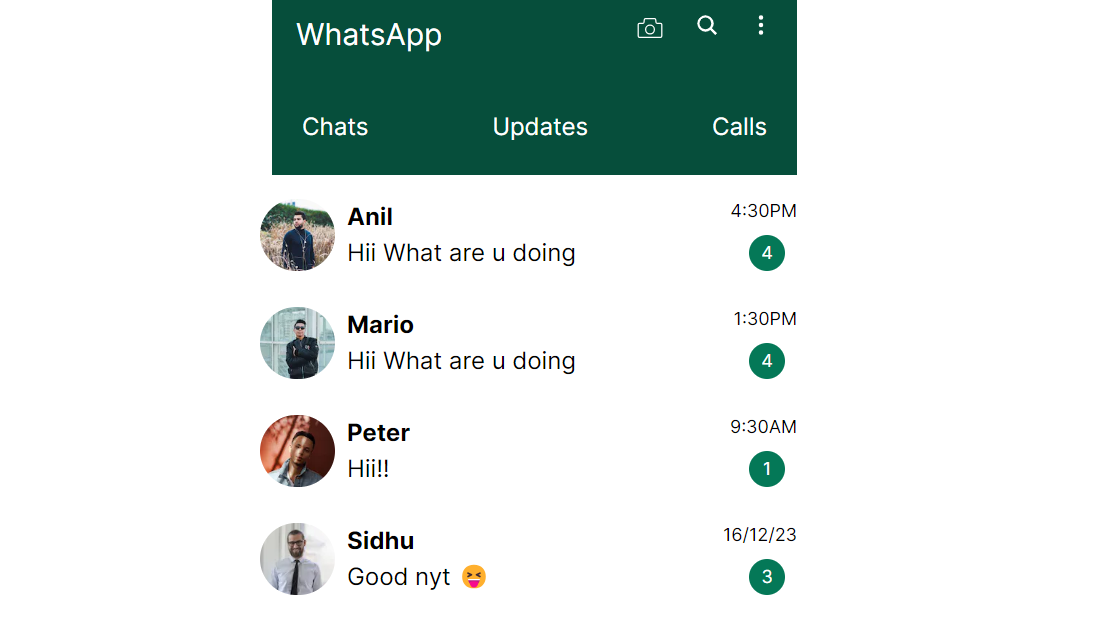 WhatsApp
Chats Updates Calls
Anil 4:30PM
Hii What are u doing 4
Mario 1:30PM
Hii What are u doing 4
Peter 9:30AM
Hii!! 1
Sidhu 16/12/23
Good nyt 😝 3